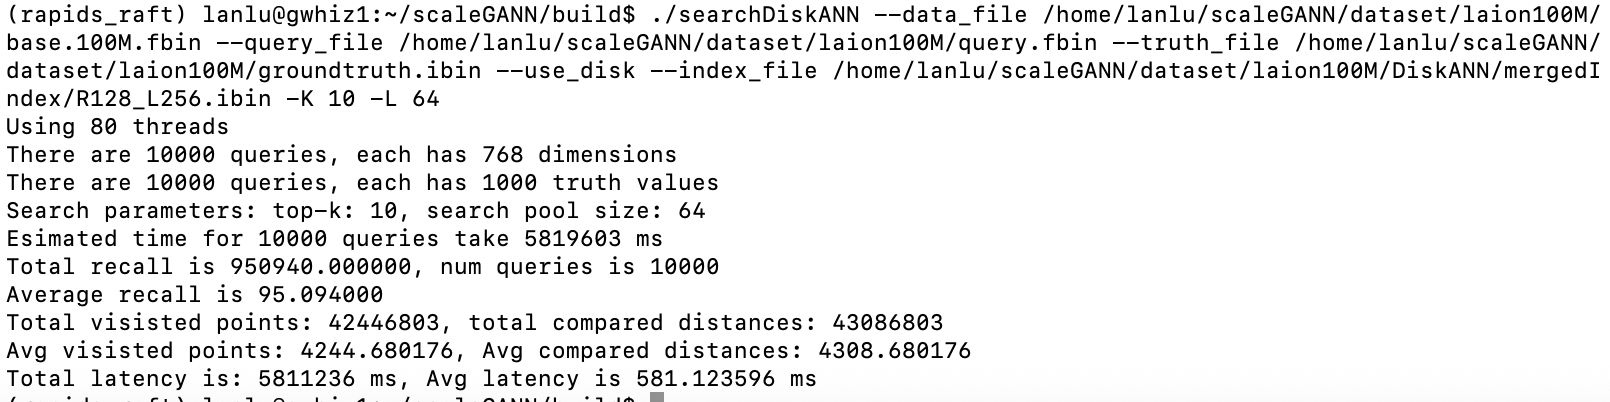 (rapids_raft) lanlu@gwhiz1:~/scaleGANN/build$ ./searchDiskANN --data_file /home/lanlu/scaleGANN/dataset/laion100M/
base.100M.fbin --query_file /home/lanlu/scaleGANN/dataset/laion100M/query.fbin --truth_file /home/lanlu/scaleGANN/
dataset/laion100M/groundtruth.ibin --use_disk --index_file /home/lanlu/scaleGANN/dataset/laion100M/DiskANN/mergedI
ndex/R128_L256.ibin -K 10 -L 64
Using 80 threads
There are 10000 queries, each has 768 dimensions
There are 10000 queries, each has 1000 truth values
Search parameters: top-k: 10, search pool size: 64
Esimated time for 10000 queries take 5819603 ms
Total recall is 950940.000000, num queries is 10000
Average recall is 95.094000
Total visisted points: 42446803, total compared distances: 43086803
Avg visisted points: 4244.680176, Avg compared distances: 4308.680176
Total latency is: 5811236 ms, Avg latency is 581.123596 ms